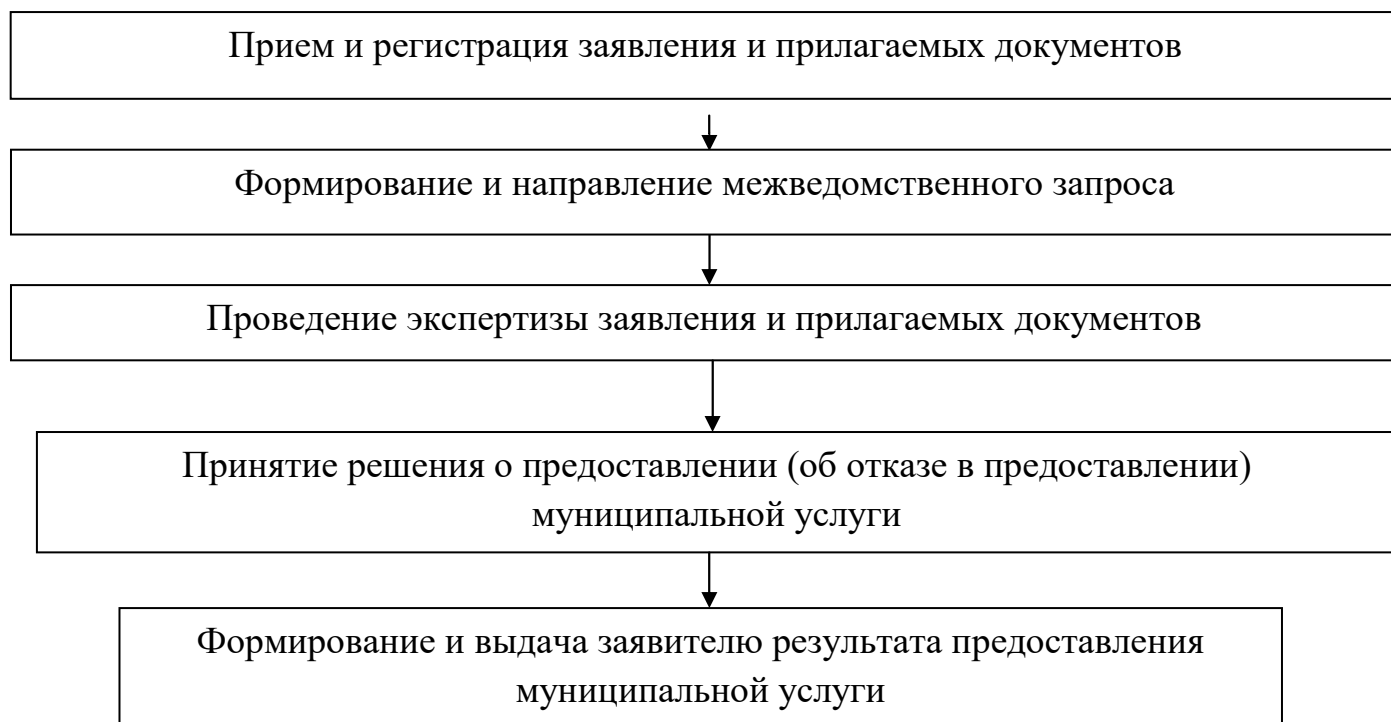 Прием и регистрация заявления и прилагаемых документов
Формирование и направление межведомственного запроса
Проведение экспертизы заявления и прилагаемых документов
Принятие решения о предоставлении (об отказе в предоставлении)
муниципальной услуги
Формирование и выдача заявителю результата предоставления
муниципальной услуги